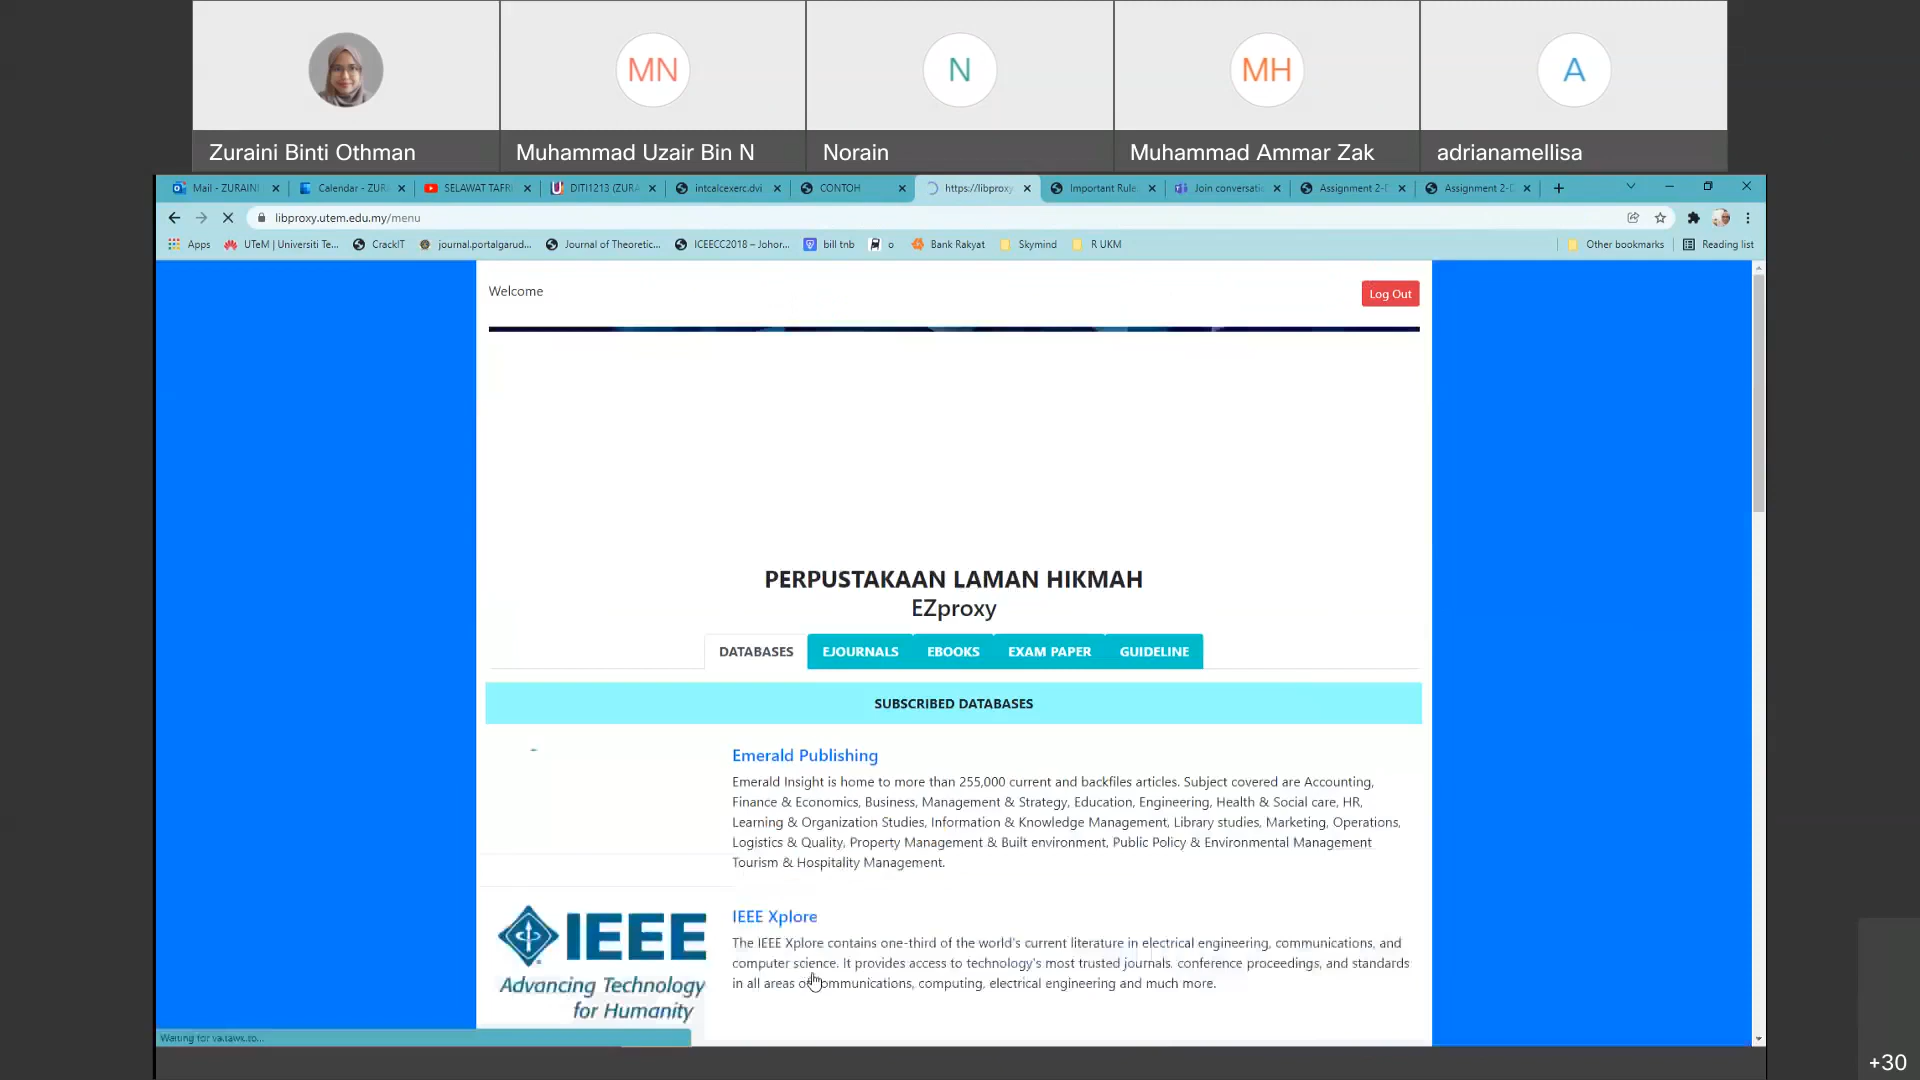 MN
N
MH
A
Zuraini Binti Othman
Muhammad Uzair Bin N
Norain
Muhammad Ammar Zak
adrianamellisa
Mail - ZURAINI
Calendar - ZUR
SELAWAT TAFRI
DITI1213 (ZURA
intcalcexerc.dvi
CONTOH
https://libproxy
Important Rule
Join conversatio
Assignment 2-
Assignment 2-
libproxy.utem.edu.my/menu
Apps
UTeM | Universiti Te...
CrackIT
journal.portalgarud...
Journal of Theoretic...
ICEECC2018 – Johor...
bill tnb
o
Bank Rakyat
Skymind
R UKM
Other bookmarks
Reading list
Welcome
Log Out
PERPUSTAKAAN LAMAN HIKMAH
EZproxy
DATABASES
EJOURNALS
EBOOKS
EXAM PAPER
GUIDELINE
SUBSCRIBED DATABASES
Emerald Publishing
Emerald Insight is home to more than 255,000 current and backfiles articles. Subject covered are Accounting,
Finance & Economics, Business, Management & Strategy, Education, Engineering, Health & Social care, HR,
Learning & Organization Studies, Information & Knowledge Management, Library studies, Marketing, Operations,
Logistics & Quality, Property Management & Built environment, Public Policy & Environmental Management
Tourism & Hospitality Management.
IEEE
Advancing Technology
for Humanity
IEEE Xplore
The IEEE Xplore contains one-third of the world's current literature in electrical engineering, communications, and
computer science. It provides access to technology's most trusted journals, conference proceedings, and standards
in all areas of communications, computing, electrical engineering and much more.
Waiting for va.tawk.to...
+30